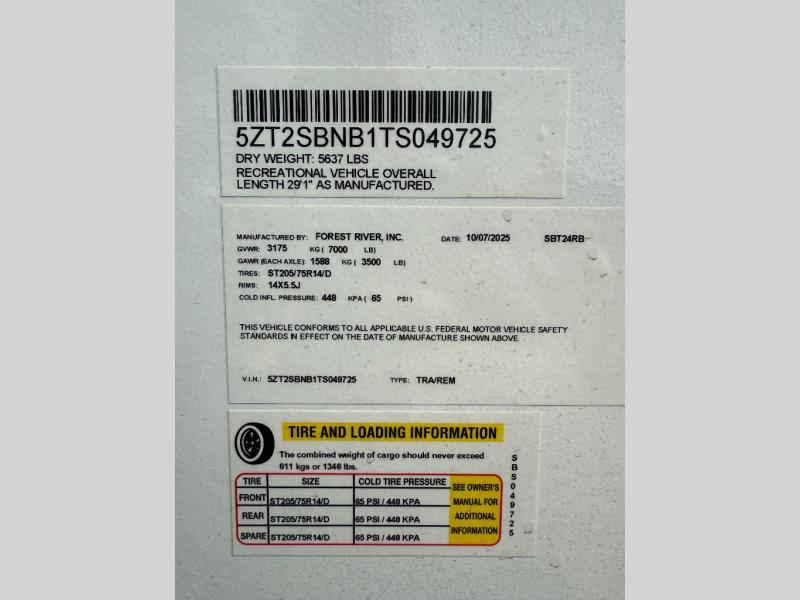 5ZT2SBNB1TS049725
DRY WEIGHT: 5637 LBS
RECREATIONAL VEHICLE OVERALL
LENGTH 29'1" AS MANUFACTURED.
MANUFACTURED BY: FOREST RIVER, INC. DATE: 10/07/2025 SBT24RB
GVWR: 3175 KG ( 7000 LB)
GAWR (EACH AXLE): 1588 KG ( 3500 LB)
TIRES: ST205/75R14/D
RIMS: 14X5.5J
COLD INFL. PRESSURE: 448 KPA ( 65 PSI )
THIS VEHICLE CONFORMS TO ALL APPLICABLE U.S. FEDERAL MOTOR VEHICLE SAFETY
STANDARDS IN EFFECT ON THE DATE OF MANUFACTURE SHOWN ABOVE.
V.I.N.: 5ZT2SBNB1TS049725 TYPE: TRA/REM
TIRE AND LOADING INFORMATION
The combined weight of cargo should never exceed
611 kgs or 1346 lbs.
TIRE SIZE COLD TIRE PRESSURE SEE OWNER'S
FRONT ST205/75R14/D 65 PSI / 448 KPA MANUAL FOR
REAR ST205/75R14/D 65 PSI / 448 KPA ADDITIONAL
SPARE ST205/75R14/D 65 PSI / 448 KPA INFORMATION
SBS049725